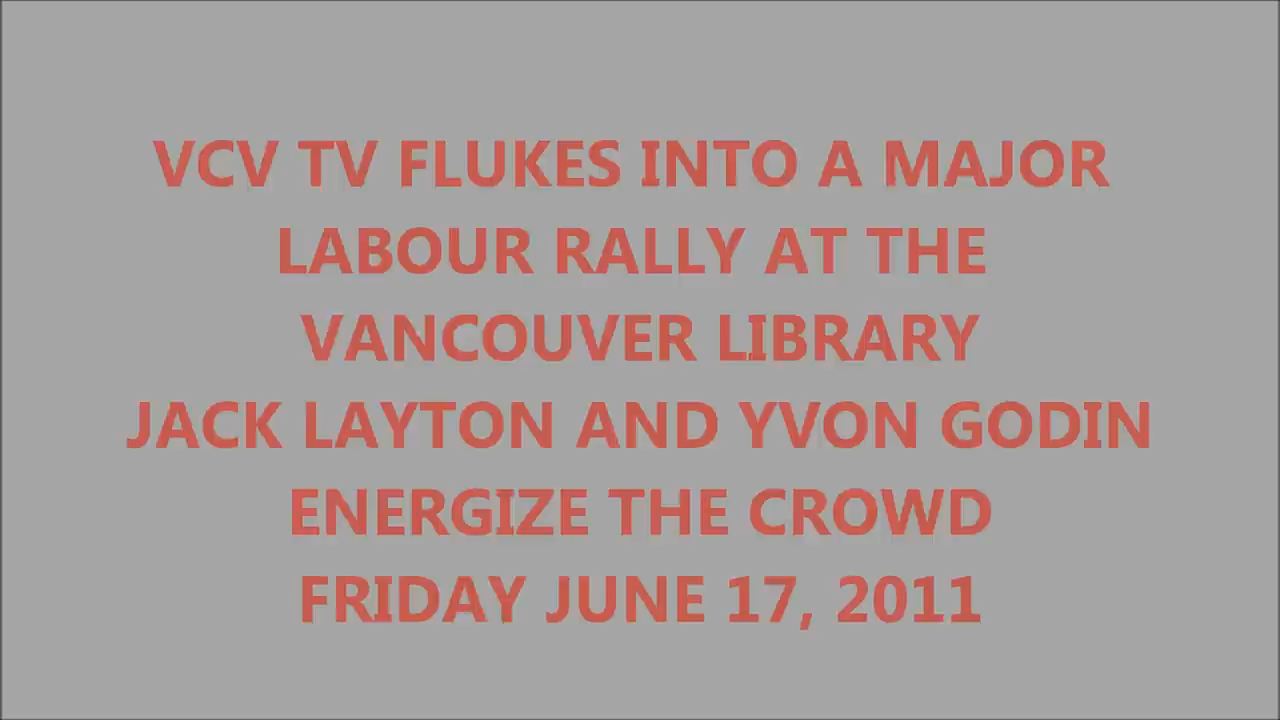 VCV TV FLUKES INTO A MAJOR
LABOUR RALLY AT THE
VANCOUVER LIBRARY
JACK LAYTON AND YVON GODIN
ENERGIZE THE CROWD
FRIDAY JUNE 17, 2011